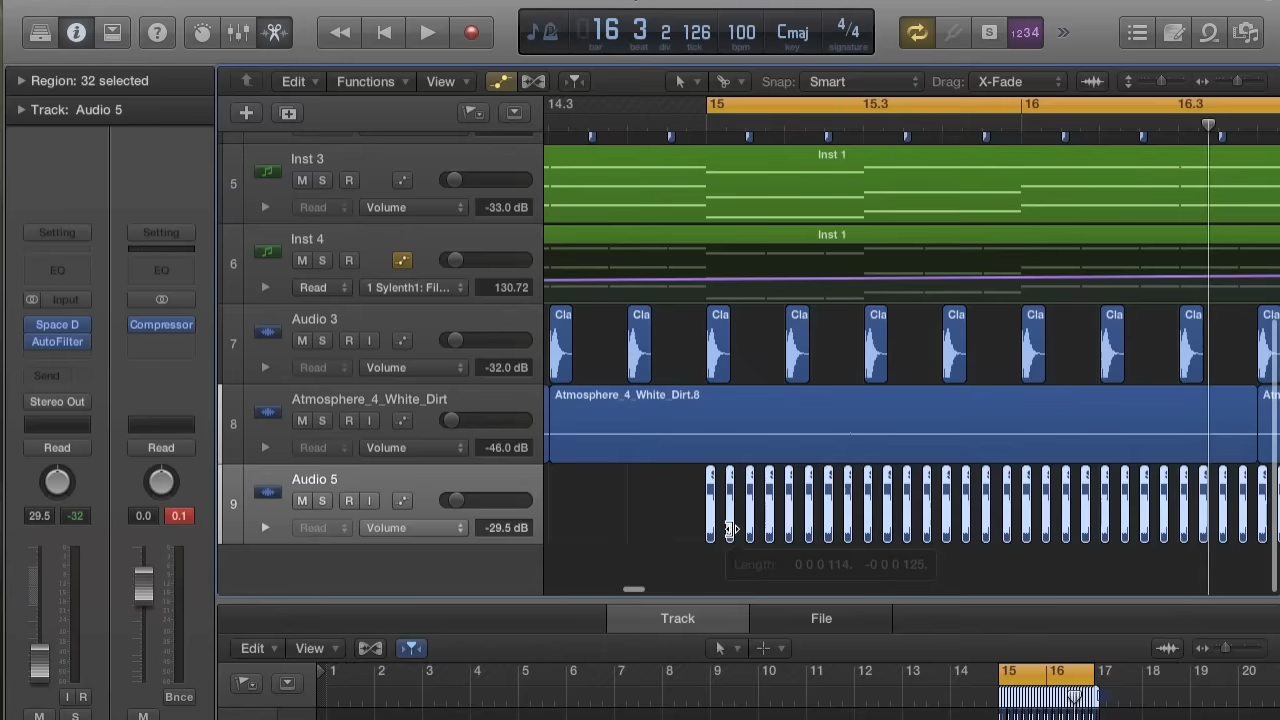 16 3 2 126 100 Cmaj 4/4
bar beat div tick bpm key signature
1234
Region: 32 selected
Edit Functions View Snap: Smart Drag: X-Fade
Track: Audio 5
14.3 15 15.3 16 16.3
5 Inst 3
M S R
Read Volume -33.0 dB
Inst 1
6 Inst 4
M S R
Read 1 Sylenth1: Fil... 130.72
Inst 1
7 Audio 3
M S R I
Read Volume -32.0 dB
Cla Cla Cla Cla Cla Cla Cla Cla Cla Cla
8 Atmosphere_4_White_Dirt
M S R I
Read Volume -46.0 dB
Atmosphere_4_White_Dirt.8 Atn
9 Audio 5
M S R I
Read Volume -29.5 dB
Length: 0 0 0 114. -0 0 0 125.
Setting Setting
EQ EQ
Input
Space D Compressor
AutoFilter
Send
Stereo Out
Read Read
29.5 -32 0.0 0.1
I R Bnce
M S M
Track File
Edit View
1 2 3 4 5 6 7 8 9 10 11 12 13 14 15 16 17 18 19 20